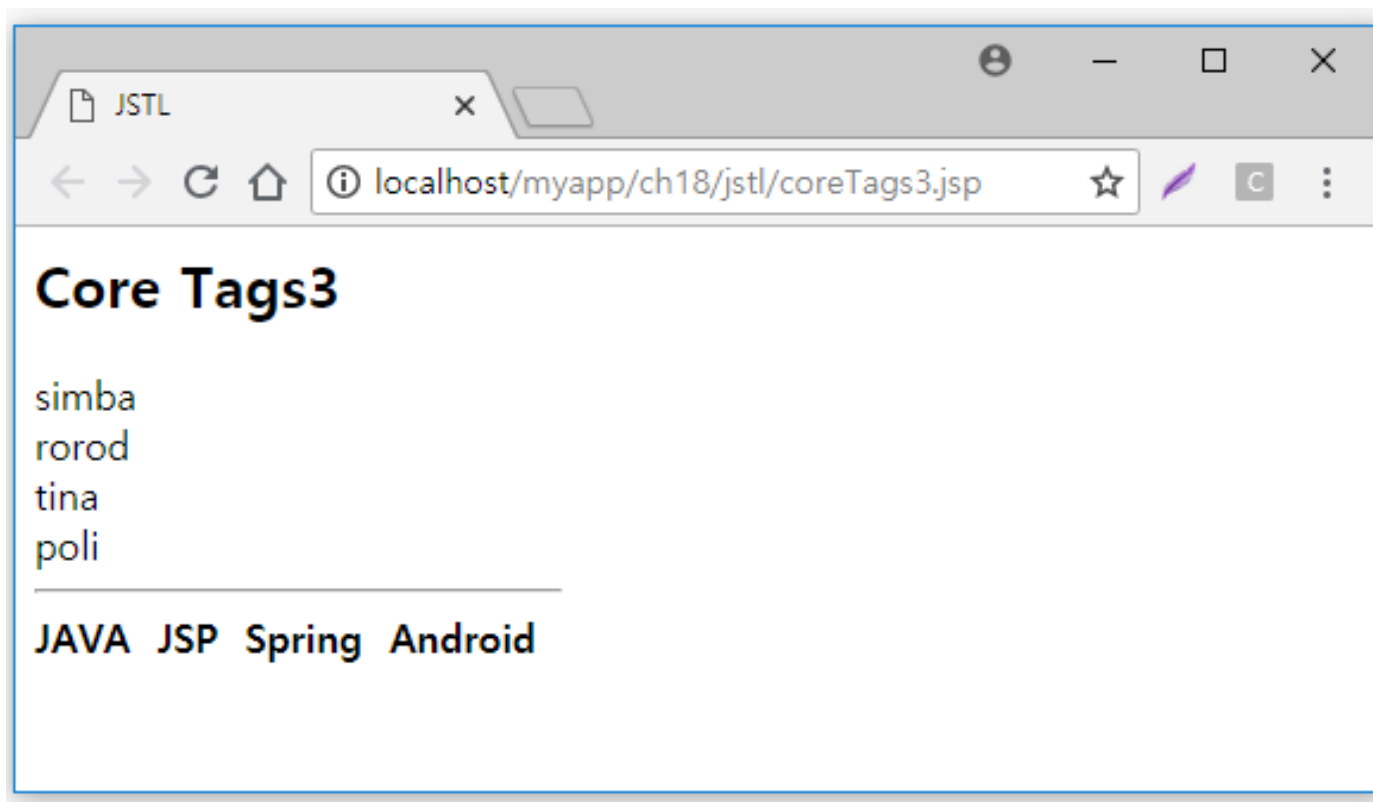 JSTL
localhost/myapp/ch18/jstl/coreTags3.jsp
C
Core Tags3
simba
rorod
tina
poli
JAVA JSP Spring Android